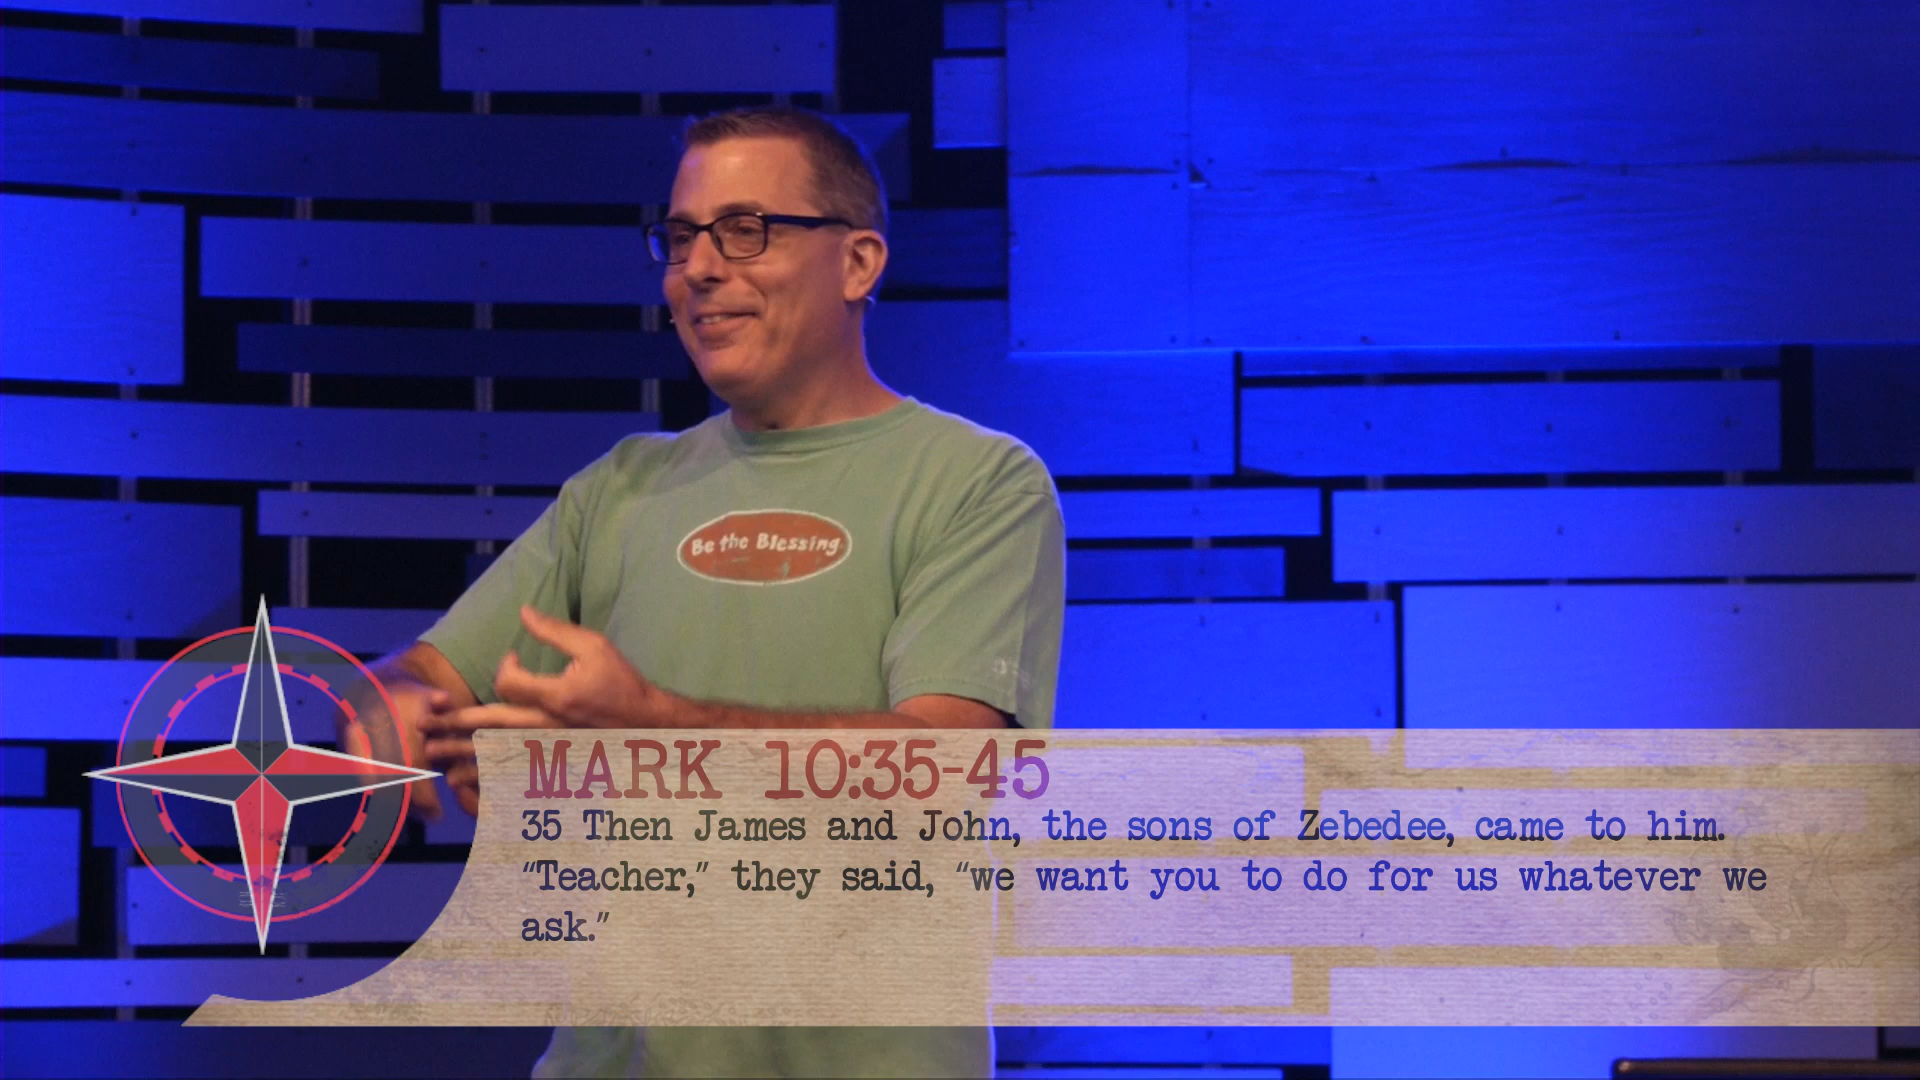 Be the Blessing
MARK 10:35-45
35 Then James and John, the sons of Zebedee, came to him.
“Teacher,” they said, “we want you to do for us whatever we
ask.”